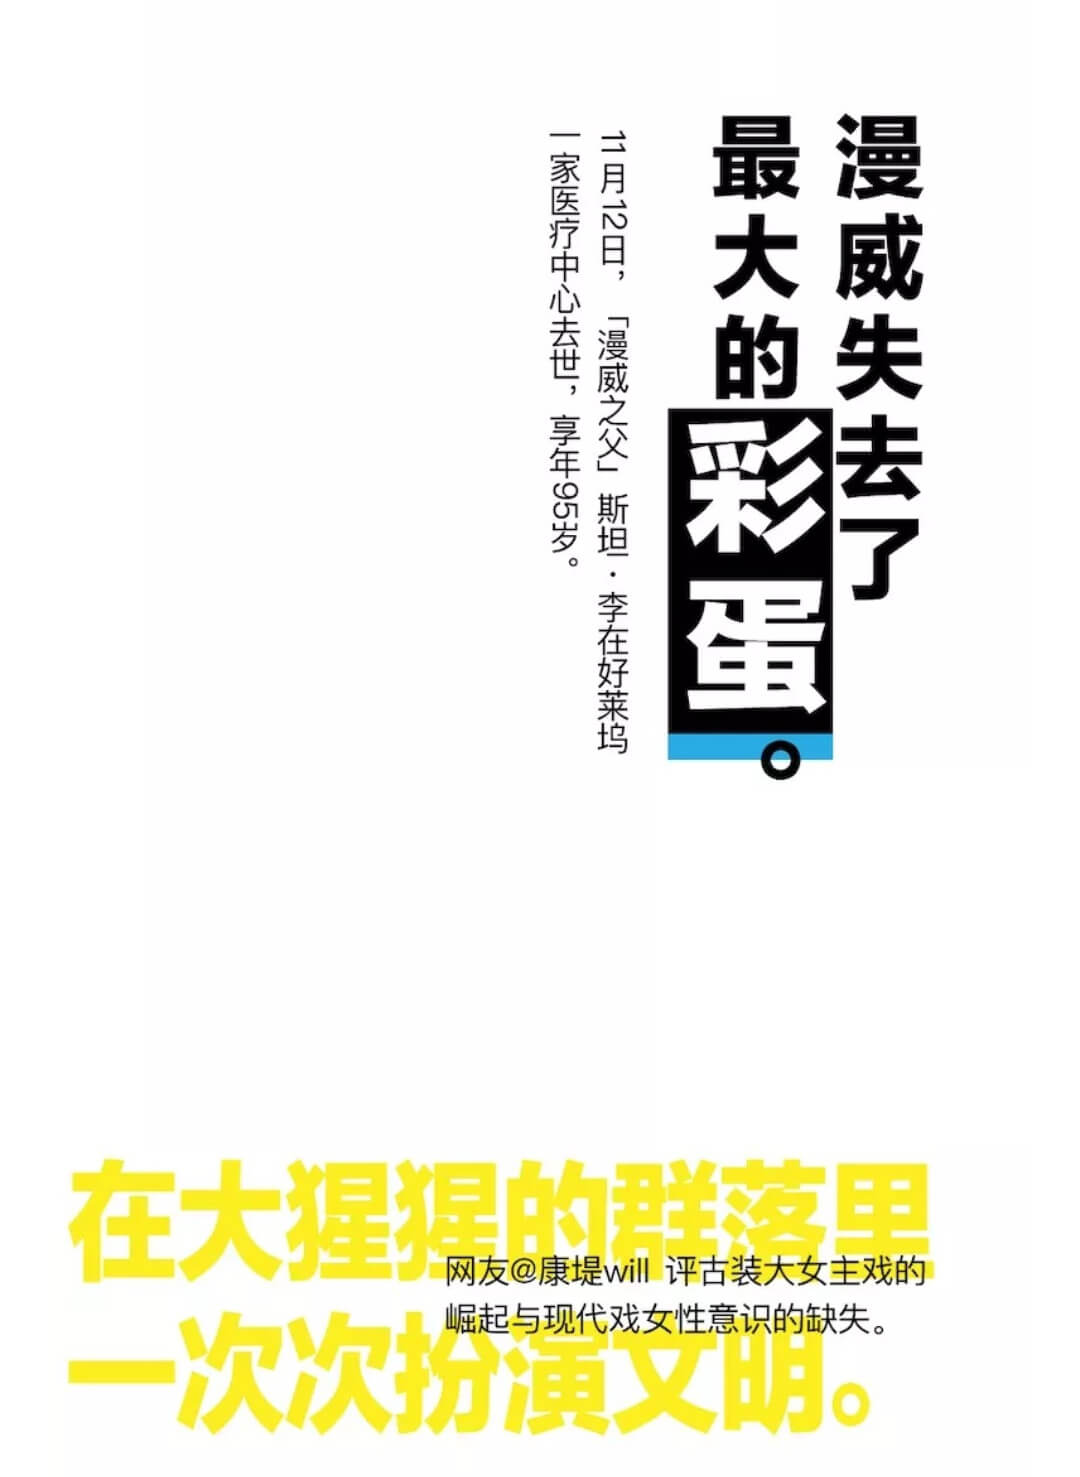 漫威失去了
最大的彩蛋。
11月12日，「漫威之父」斯坦·李在好莱坞
一家医疗中心去世，享年95岁。
在大猩猩的群落里
网友@康堤will 评古装大女主戏的
崛起与现代戏女性意识的缺失。
一次次扮演文明。